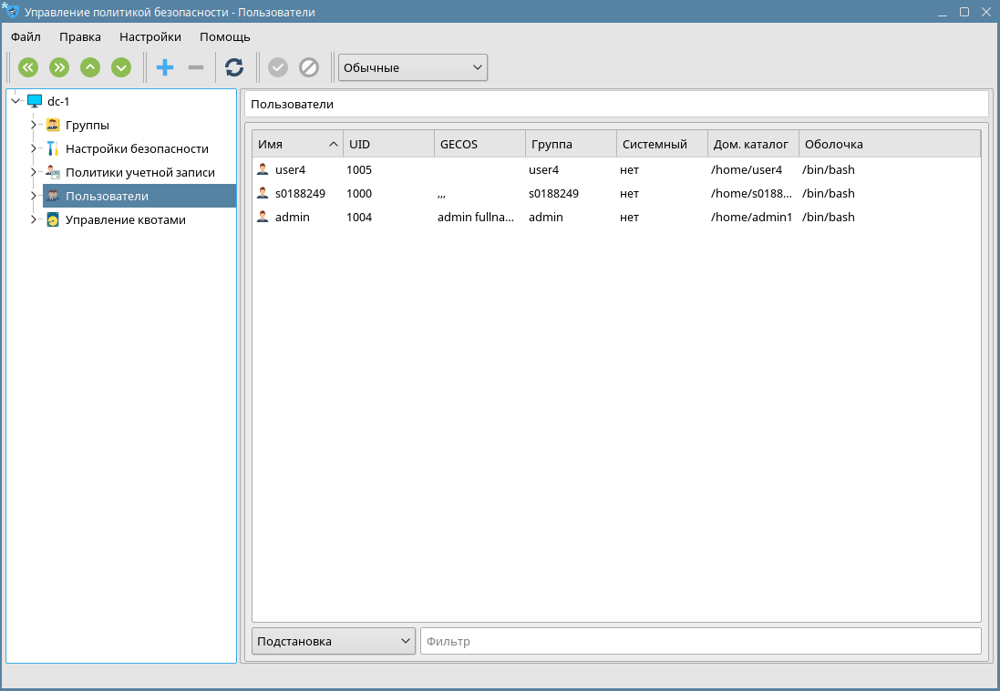 Управление политикой безопасности - Пользователи
Файл Правка Настройки Помощь
Обычные
dc-1
Группы
Настройки безопасности
Политики учетной записи
Пользователи
Управление квотами
Пользователи
Имя UID GECOS Группа Системный Дом. каталог Оболочка
user4 1005 user4 нет /home/user4 /bin/bash
s0188249 1000 ,,, s0188249 нет /home/s0188... /bin/bash
admin 1004 admin fullna... admin нет /home/admin1 /bin/bash
Подстановка Фильтр